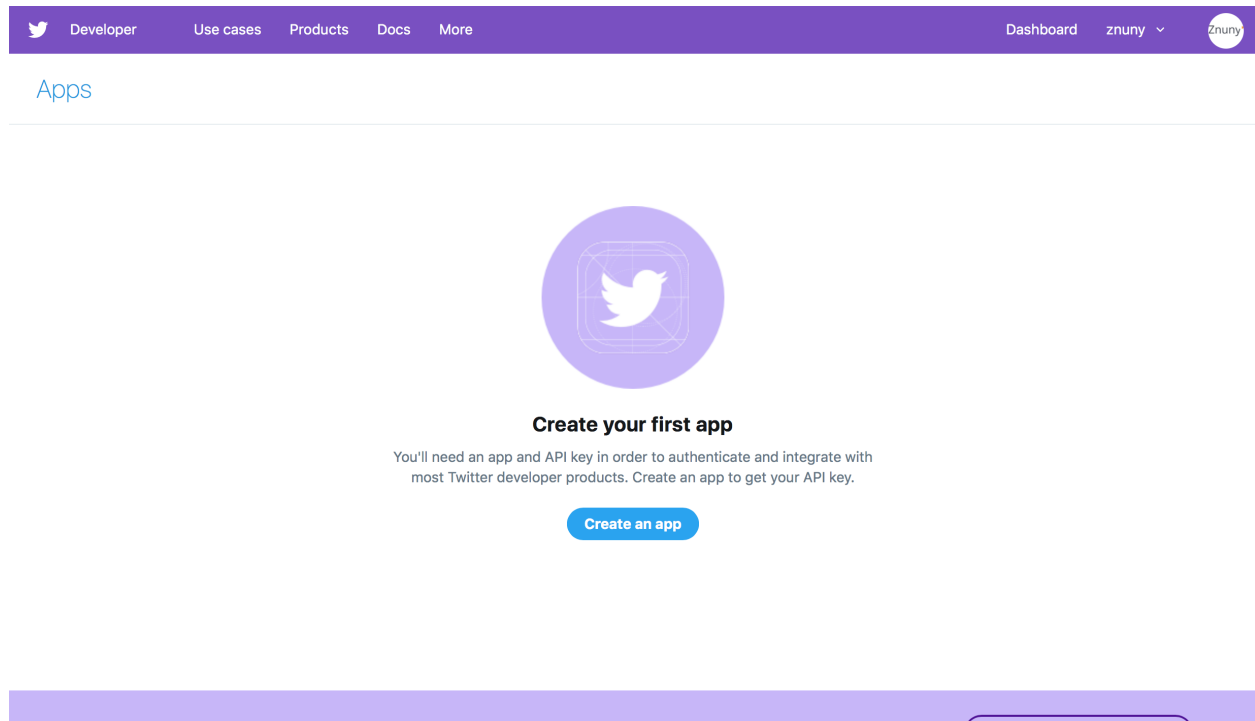 Developer Use cases Products Docs More Dashboard znuny Znuny
Apps
Create your first app
You'll need an app and API key in order to authenticate and integrate with
most Twitter developer products. Create an app to get your API key.
Create an app